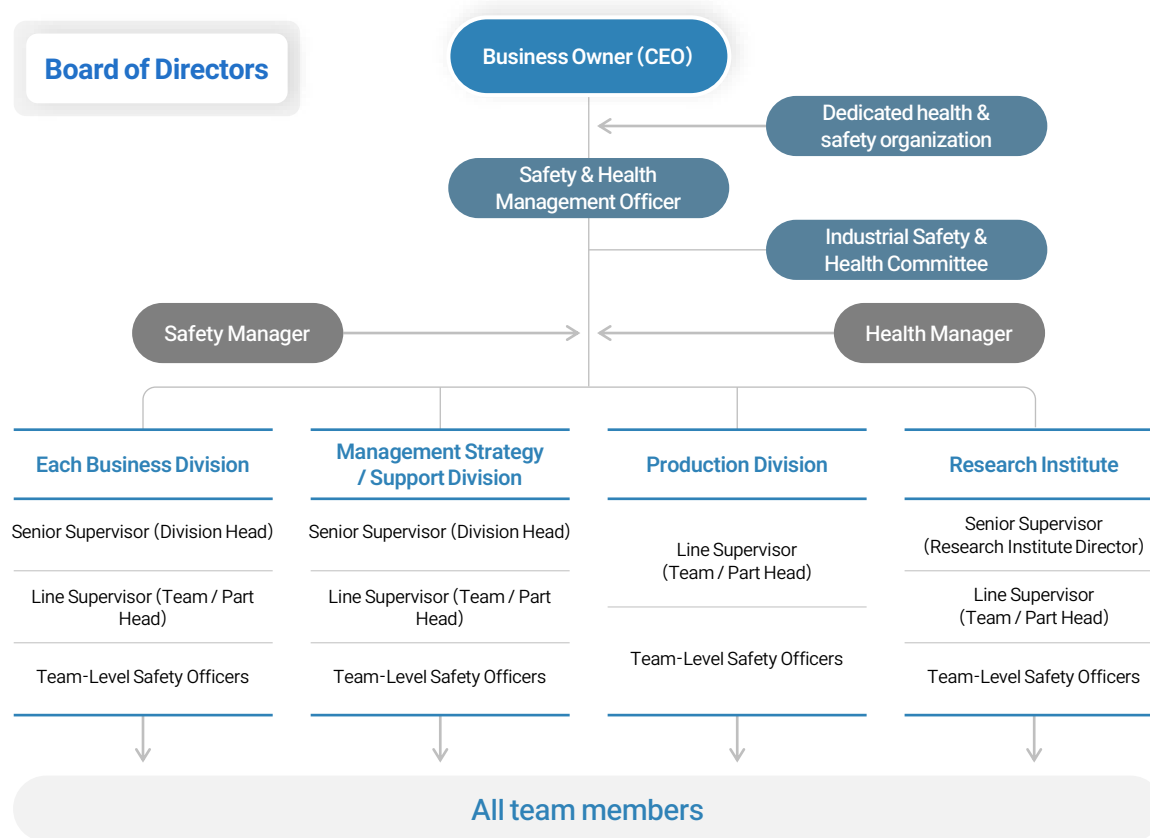 Board of Directors
Business Owner (CEO)
Dedicated health &
safety organization
Safety & Health
Management Officer
Industrial Safety &
Health Committee
Safety Manager
Health Manager
Each Business Division
Senior Supervisor (Division Head)
Line Supervisor (Team / Part
Head)
Team-Level Safety Officers
Management Strategy
/ Support Division
Senior Supervisor (Division Head)
Line Supervisor (Team / Part
Head)
Team-Level Safety Officers
Production Division
Line Supervisor
(Team / Part Head)
Team-Level Safety Officers
Research Institute
Senior Supervisor
(Research Institute Director)
Line Supervisor
(Team / Part Head)
Team-Level Safety Officers
All team members